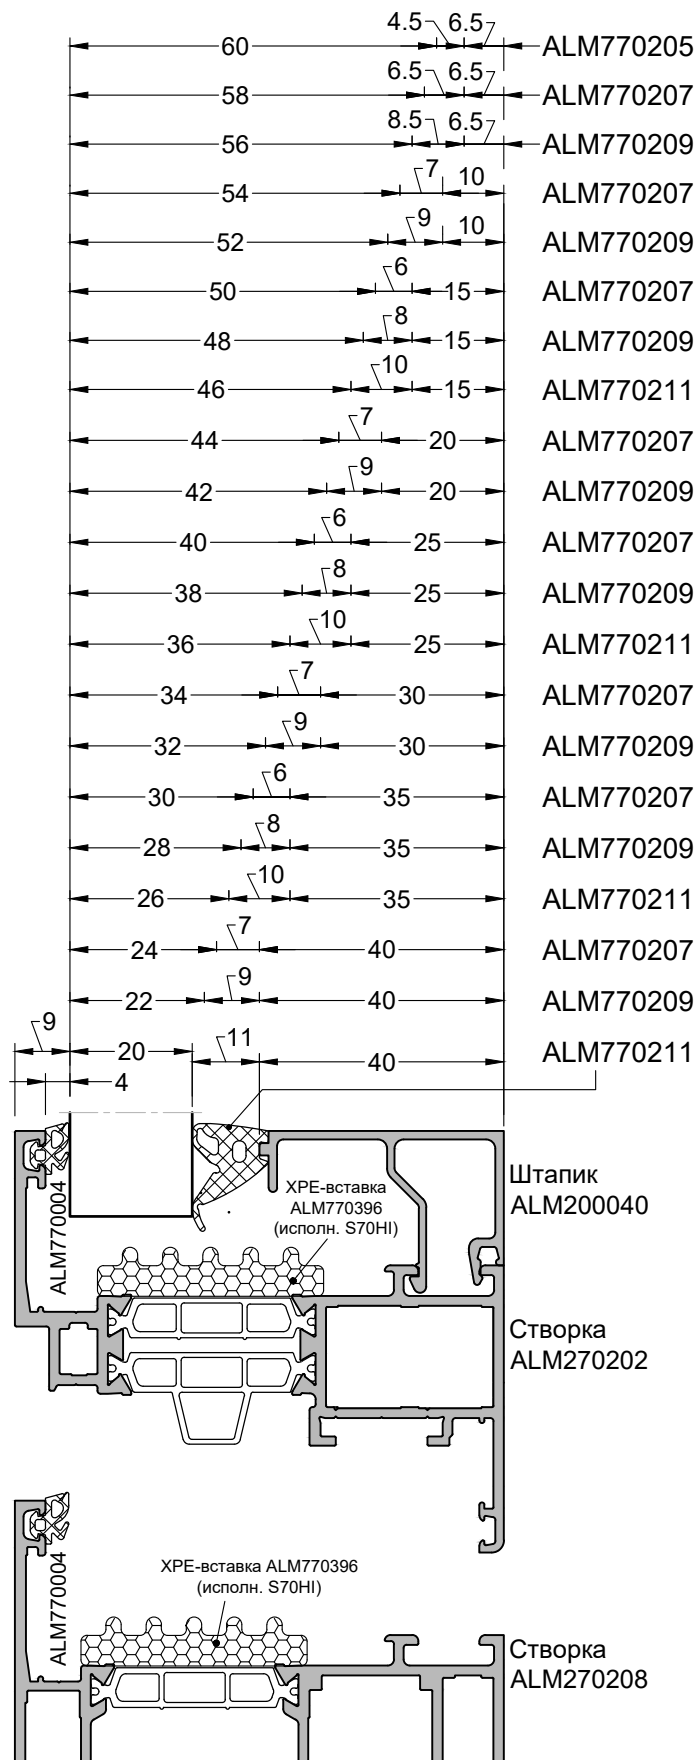 4.5 6.5
60 ALM770205
6.5 6.5
58 ALM770207
8.5 6.5
56 ALM770209
7
54 10 ALM770207
9
52 10 ALM770209
6
50 15 ALM770207
8
48 15 ALM770209
10
46 15 ALM770211
7
44 20 ALM770207
9
42 20 ALM770209
6
40 25 ALM770207
8
38 25 ALM770209
10
36 25 ALM770211
7
34 30 ALM770207
9
32 30 ALM770209
6
30 35 ALM770207
8
28 35 ALM770209
10
26 35 ALM770211
7
24 40 ALM770207
9
22 40 ALM770209
9 20 11 40 ALM770211
4
ALM770004
XPE-вставка
ALM770396
(исполн. S70HI)
Штапик
ALM200040
Створка
ALM270202
ALM770004
XPE-вставка ALM770396
(исполн. S70HI)
Створка
ALM270208